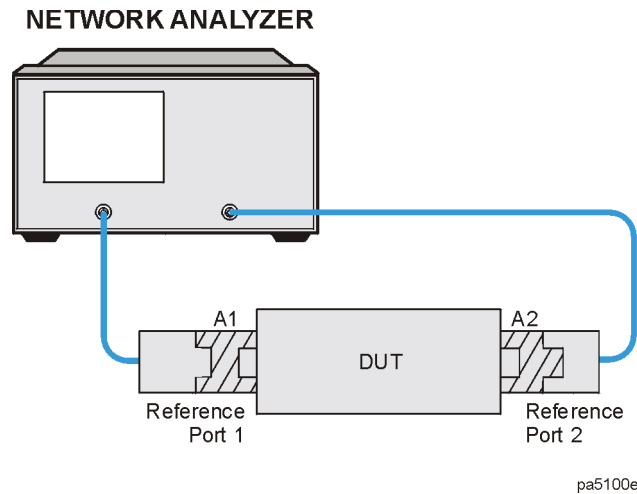 NETWORK ANALYZER
A1
A2
DUT
Reference
Port 1
Reference
Port 2
pa5100e